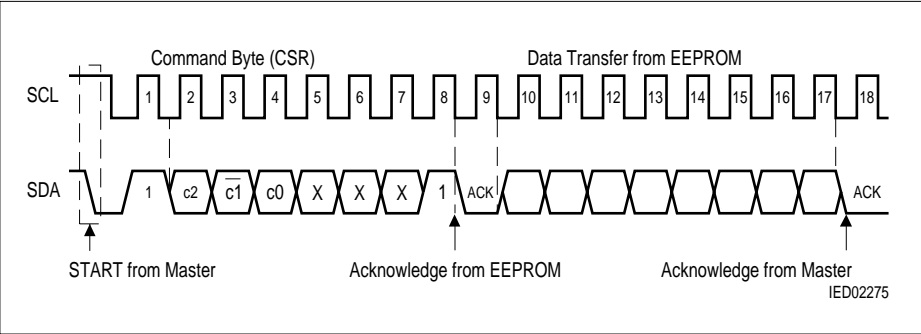 Command Byte (CSR) Data Transfer from EEPROM
SCL 1 2 3 4 5 6 7 8 9 10 11 12 13 14 15 16 17 18
SDA 1 c2 c̅1̅ c0 X X X 1 ACK ACK
START from Master Acknowledge from EEPROM Acknowledge from Master
IED02275